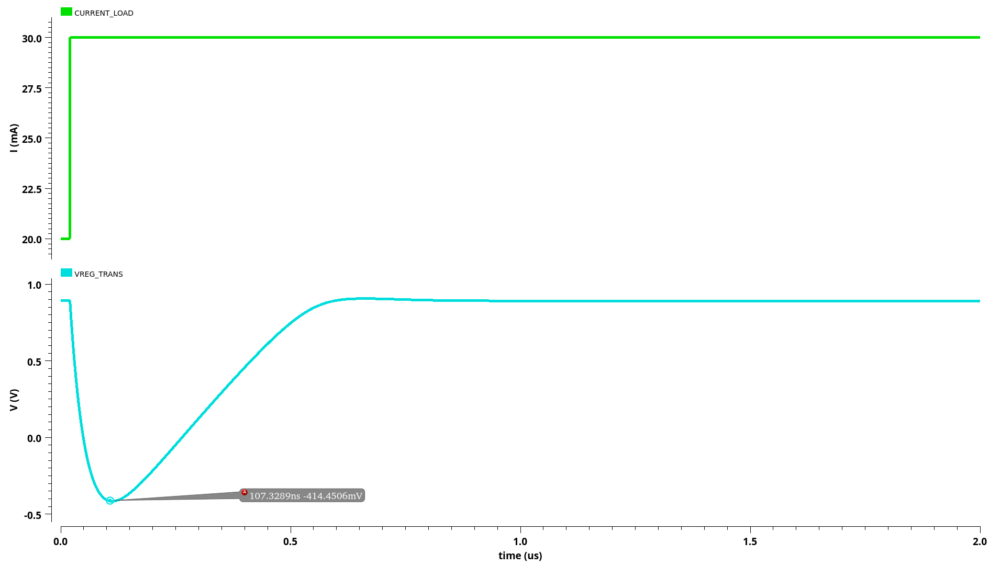 CURRENT_LOAD
30.0
27.5
25.0
22.5
20.0
I (mA)
VREG_TRANS
1.0
0.5
0.0
-0.5
V (V)
A 107.3289ns -414.4506mV
0.0 0.5 1.0 1.5 2.0
time (us)